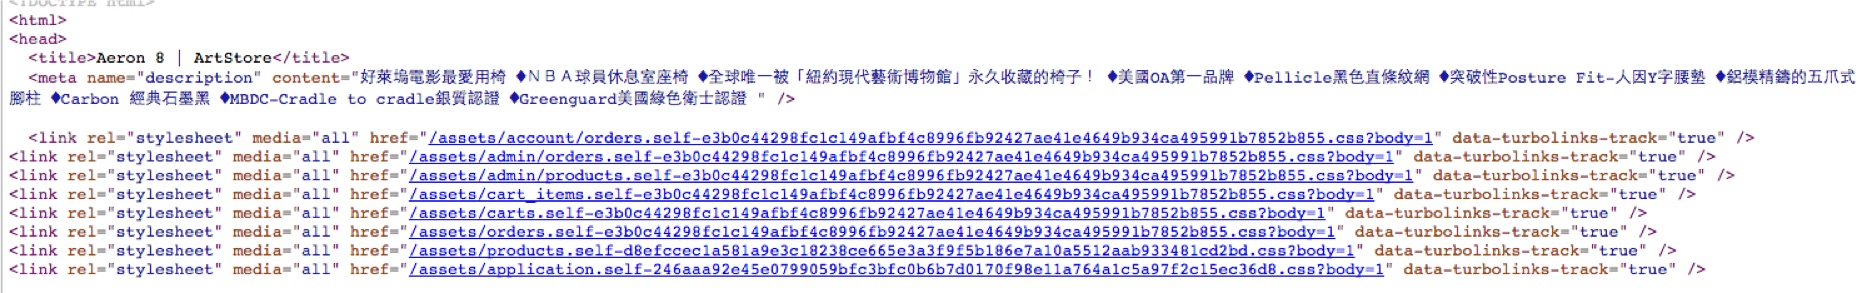 <!DOCTYPE html>
<html>
<head>
<title>Aeron 8 | ArtStore</title>
<meta name="description" content="好萊塢電影最愛用椅 ♦ＮＢＡ球員休息室座椅 ♦全球唯一被「紐約現代藝術博物館」永久收藏的椅子！ ♦美國OA第一品牌 ♦Pellicle黑色直條紋網 ♦突破性Posture Fit-人因Y字腰墊 ♦鋁模精鑄的五爪式
腳柱 ♦Carbon 經典石墨黑 ♦MBDC-Cradle to cradle銀質認證 ♦Greenguard美國綠色衛士認證 " />
<link rel="stylesheet" media="all" href="/assets/account/orders.self-e3b0c44298fc1c149afbf4c8996fb92427ae41e4649b934ca495991b7852b855.css?body=1" data-turbolinks-track="true" />
<link rel="stylesheet" media="all" href="/assets/admin/orders.self-e3b0c44298fc1c149afbf4c8996fb92427ae41e4649b934ca495991b7852b855.css?body=1" data-turbolinks-track="true" />
<link rel="stylesheet" media="all" href="/assets/admin/products.self-e3b0c44298fc1c149afbf4c8996fb92427ae41e4649b934ca495991b7852b855.css?body=1" data-turbolinks-track="true" />
<link rel="stylesheet" media="all" href="/assets/cart_items.self-e3b0c44298fc1c149afbf4c8996fb92427ae41e4649b934ca495991b7852b855.css?body=1" data-turbolinks-track="true" />
<link rel="stylesheet" media="all" href="/assets/carts.self-e3b0c44298fc1c149afbf4c8996fb92427ae41e4649b934ca495991b7852b855.css?body=1" data-turbolinks-track="true" />
<link rel="stylesheet" media="all" href="/assets/orders.self-e3b0c44298fc1c149afbf4c8996fb92427ae41e4649b934ca495991b7852b855.css?body=1" data-turbolinks-track="true" />
<link rel="stylesheet" media="all" href="/assets/products.self-d8efccec1a581a9e3c18238ce665e3a3f9f5b186e7a10a5512aab933481cd2bd.css?body=1" data-turbolinks-track="true" />
<link rel="stylesheet" media="all" href="/assets/application.self-246aaa92e45e0799059bfc3bfc0b6b7d0170f98e11a764a1c5a97f2c15ec36d8.css?body=1" data-turbolinks-track="true" />